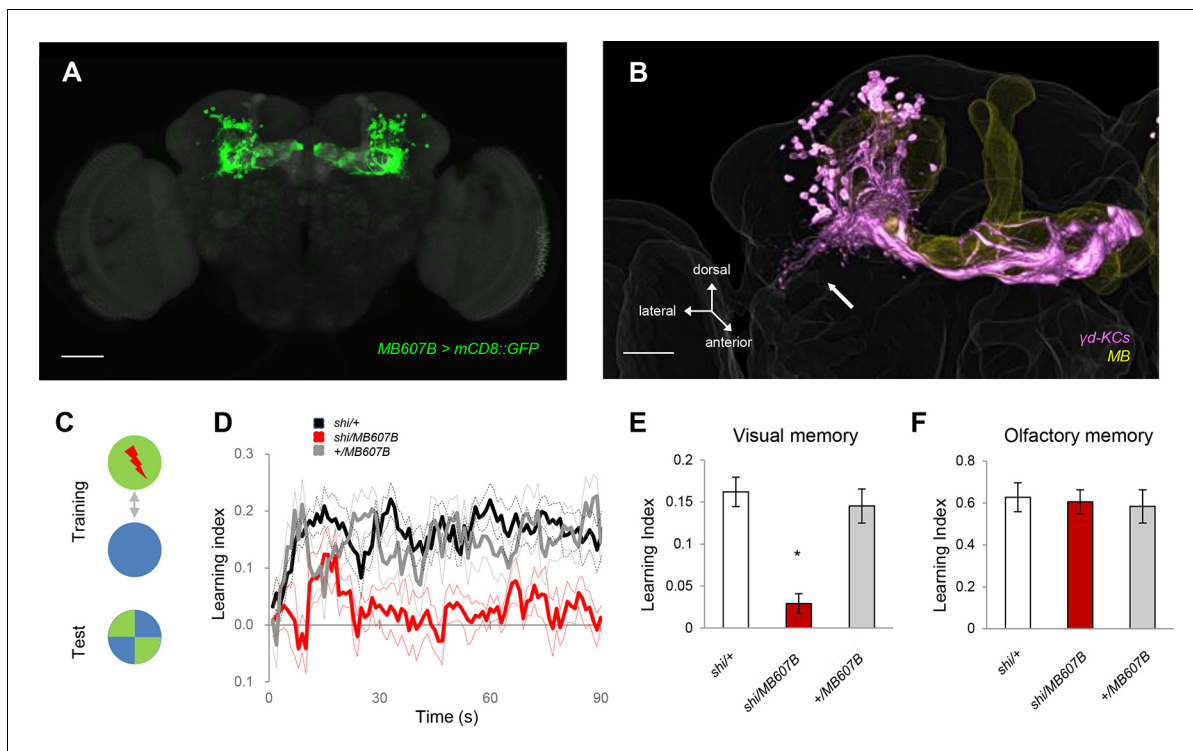 A
MB607B > mCD8::GFP
B
dorsal
lateral
anterior
γd-KCs
MB
C
Training
Test
D
shi/+
shi/MB607B
+/MB607B
Learning index
0.3
0.2
0.1
0.0
0.1
0
30
60
90
Time (s)
E
Visual memory
Learning Index
0.2
0.15
0.1
0.05
0
*
shi/+
shi/MB607B
+/MB607B
F
Olfactory memory
Learning Index
0.8
0.6
0.4
0.2
0
shi/+
shi/MB607B
+/MB607B